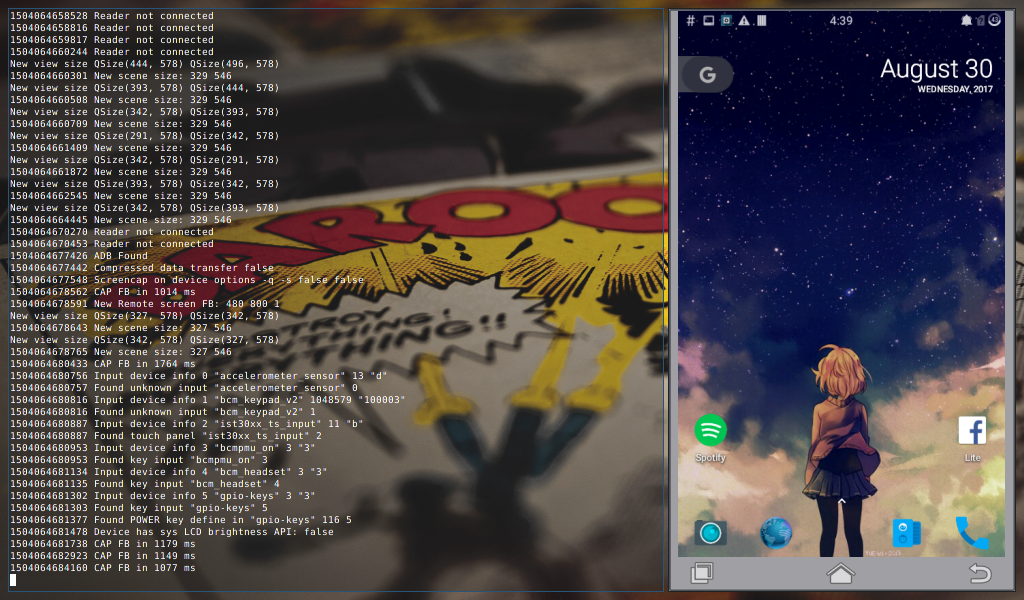 1504064658528 Reader not connected
1504064658816 Reader not connected
1504064659817 Reader not connected
1504064660244 Reader not connected
New view size QSize(444, 578) QSize(496, 578)
1504064660301 New scene size: 329 546
New view size QSize(393, 578) QSize(444, 578)
1504064660508 New scene size: 329 546
New view size QSize(342, 578) QSize(393, 578)
1504064660709 New scene size: 329 546
New view size QSize(291, 578) QSize(342, 578)
1504064661409 New scene size: 329 546
New view size QSize(342, 578) QSize(291, 578)
1504064661872 New scene size: 329 546
New view size QSize(393, 578) QSize(342, 578)
1504064662545 New scene size: 329 546
New view size QSize(342, 578) QSize(393, 578)
1504064664445 New scene size: 329 546
1504064670270 Reader not connected
1504064670453 Reader not connected
1504064677426 ADB Found
1504064677442 Compressed data transfer false
1504064677548 Screencap on device options -q -s false false
1504064678562 CAP FB in 1014 ms
1504064678591 New Remote screen FB: 480 800 1
New view size QSize(327, 578) QSize(342, 578)
1504064678643 New scene size: 327 546
New view size QSize(342, 578) QSize(327, 578)
1504064678765 New scene size: 327 546
1504064680433 CAP FB in 1764 ms
1504064680756 Input device info 0 "accelerometer_sensor" 13 "d"
1504064680757 Found unknown input "accelerometer_sensor" 0
1504064680816 Input device info 1 "bcm_keypad_v2" 1048579 "100003"
1504064680816 Found unknown input "bcm_keypad_v2" 1
1504064680887 Input device info 2 "ist30xx_ts_input" 11 "b"
1504064680887 Found touch panel "ist30xx_ts_input" 2
1504064680953 Input device info 3 "bcmpmu_on" 3 "3"
1504064680953 Found key input "bcmpmu_on" 3
1504064681134 Input device info 4 "bcm_headset" 3 "3"
1504064681135 Found key input "bcm_headset" 4
1504064681302 Input device info 5 "gpio-keys" 3 "3"
1504064681303 Found key input "gpio-keys" 5
1504064681377 Found POWER key define in "gpio-keys" 116 5
1504064681478 Device has sys LCD brightness API: false
1504064681738 CAP FB in 1179 ms
1504064682923 CAP FB in 1149 ms
1504064684160 CAP FB in 1077 ms
AROO
EVERYTHING!!
4:39
G
August 30
WEDNESDAY, 2017
Spotify
Lite